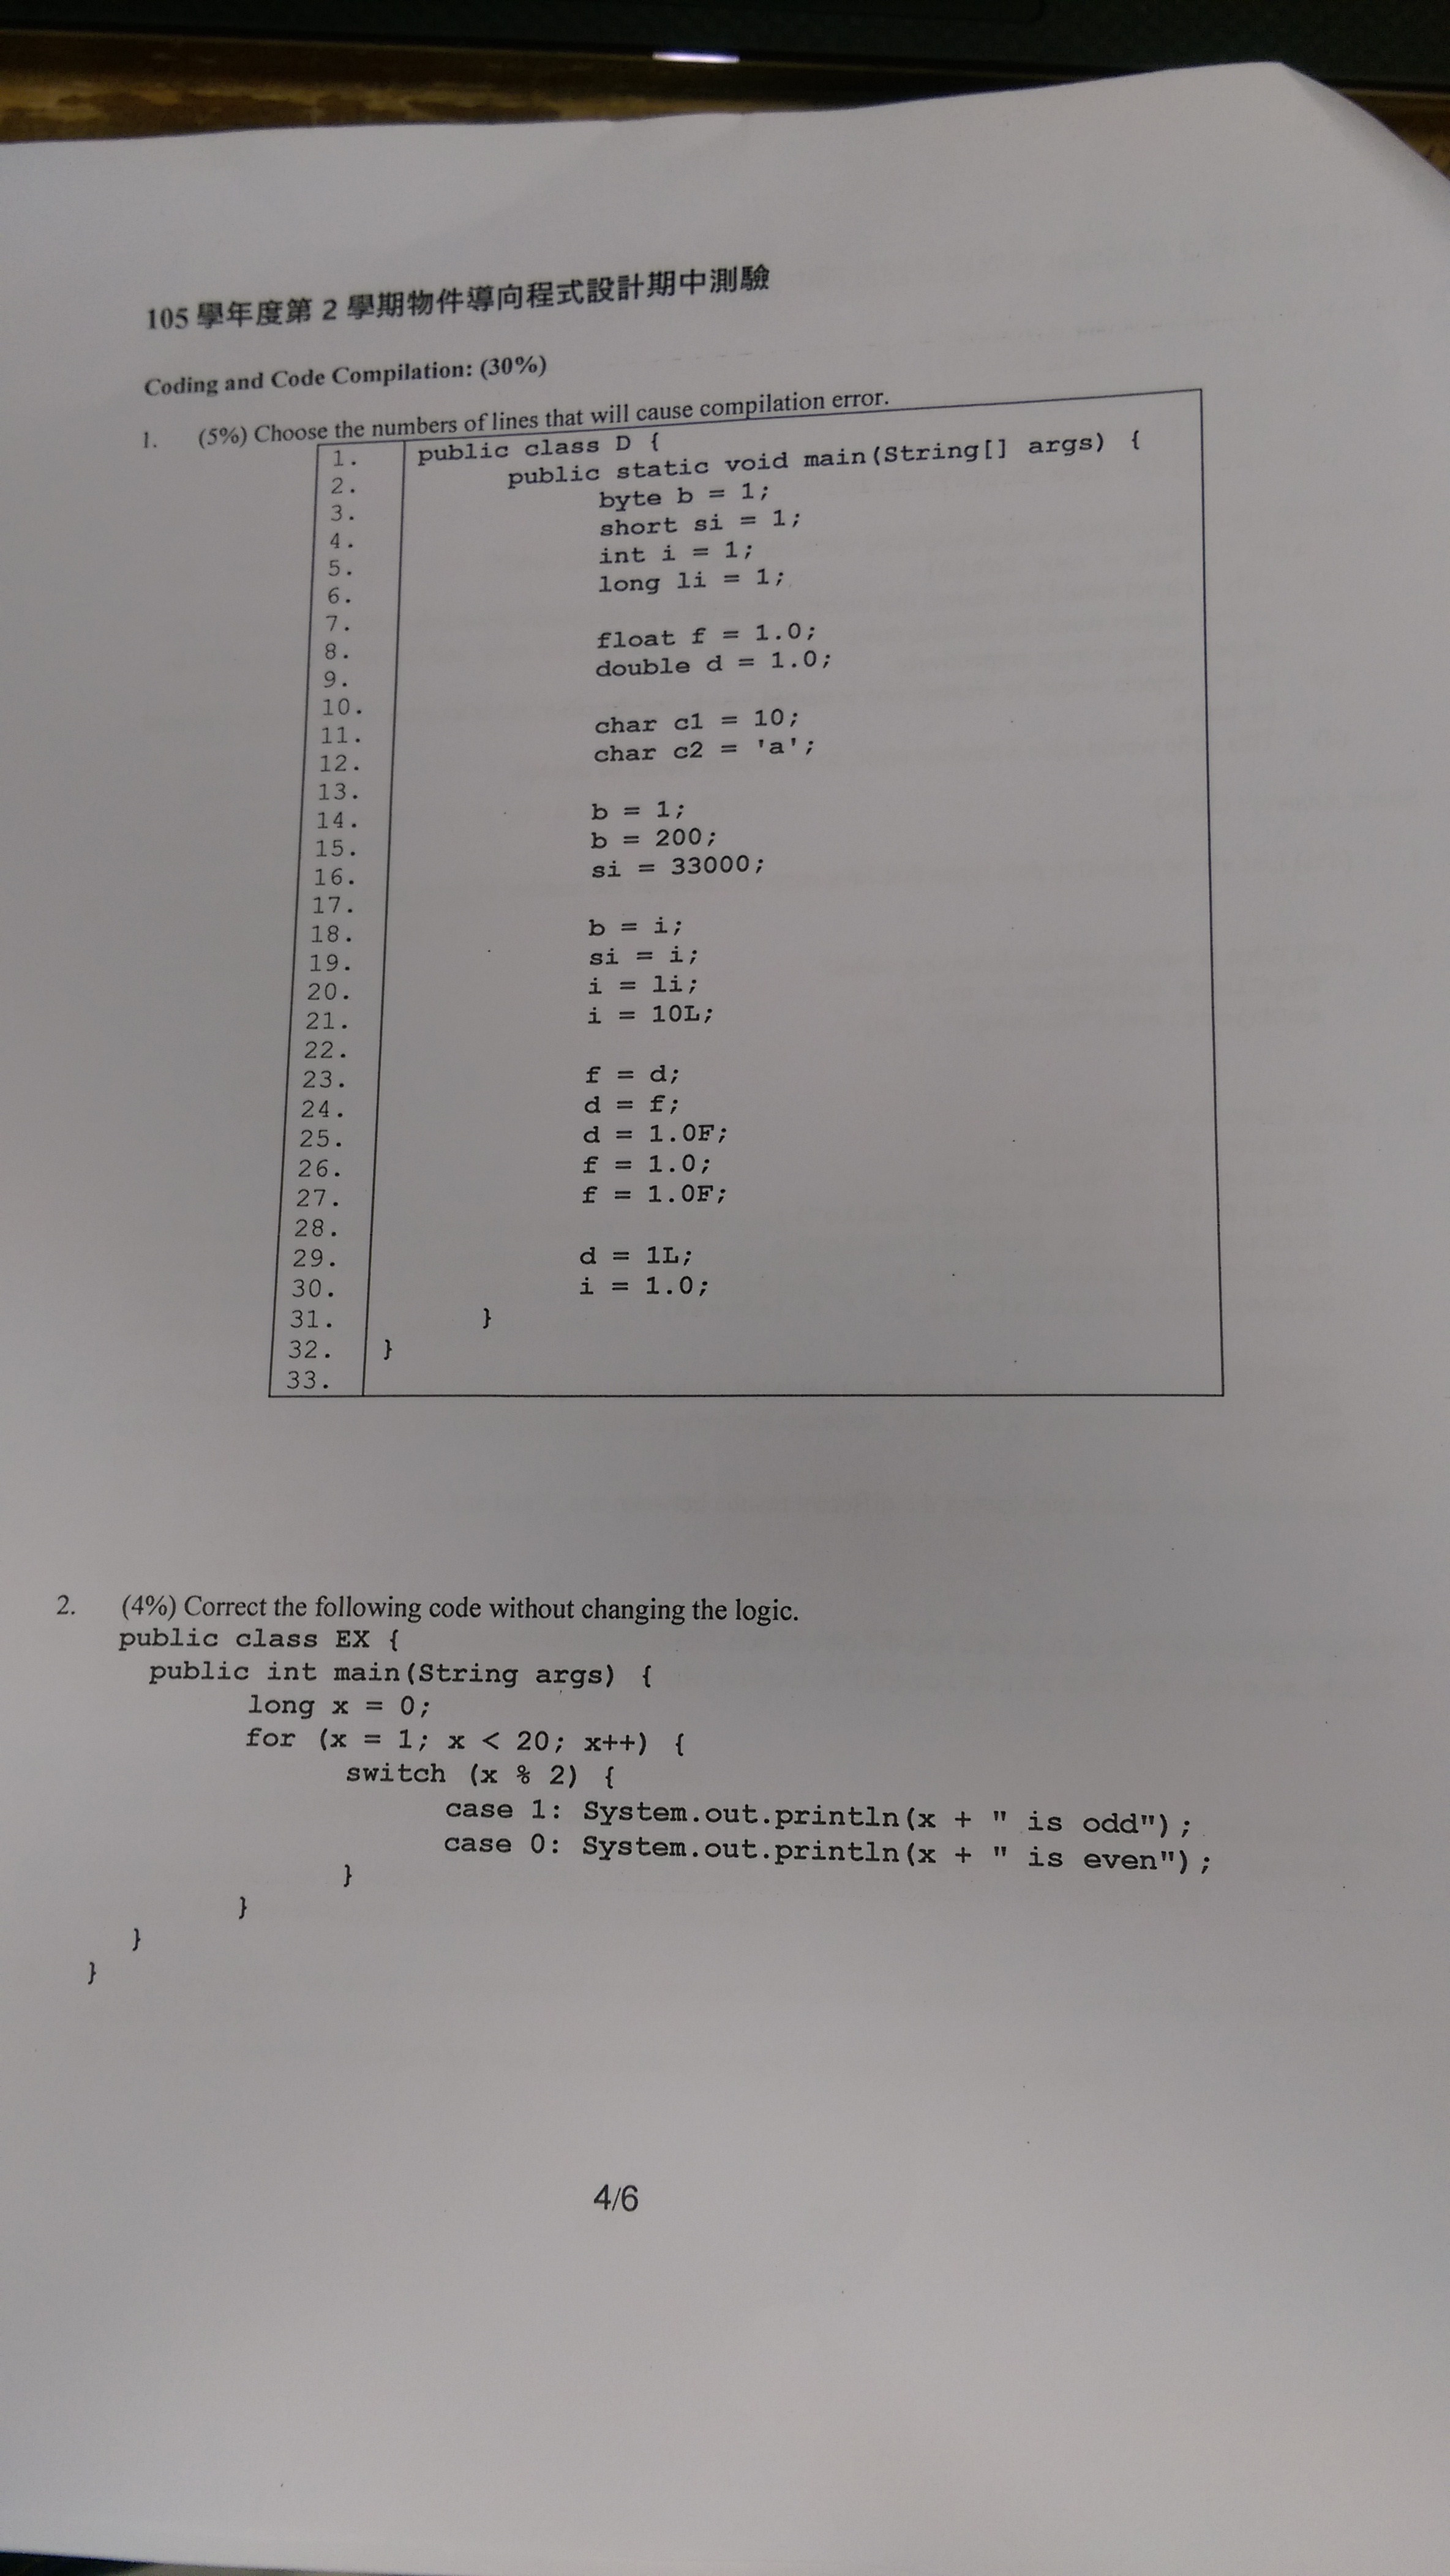 105 學年度第 2 學期物件導向程式設計期中測驗
Coding and Code Compilation: (30%)
1. (5%) Choose the numbers of lines that will cause compilation error.
1. public class D {
2. public static void main(String[] args) {
3. byte b = 1;
4. short si = 1;
5. int i = 1;
6. long li = 1;
7.
8. float f = 1.0;
9. double d = 1.0;
10.
11. char c1 = 10;
12. char c2 = 'a';
13.
14. b = 1;
15. b = 200;
16. si = 33000;
17.
18. b = i;
19. si = i;
20. i = li;
21. i = 10L;
22.
23. f = d;
24. d = f;
25. d = 1.0F;
26. f = 1.0;
27. f = 1.0F;
28.
29. d = 1L;
30. i = 1.0;
31. }
32. }
33.
2. (4%) Correct the following code without changing the logic.
public class EX {
public int main(String args) {
long x = 0;
for (x = 1; x < 20; x++) {
switch (x % 2) {
case 1: System.out.println(x + " is odd");
case 0: System.out.println(x + " is even");
}
}
}
}
4/6